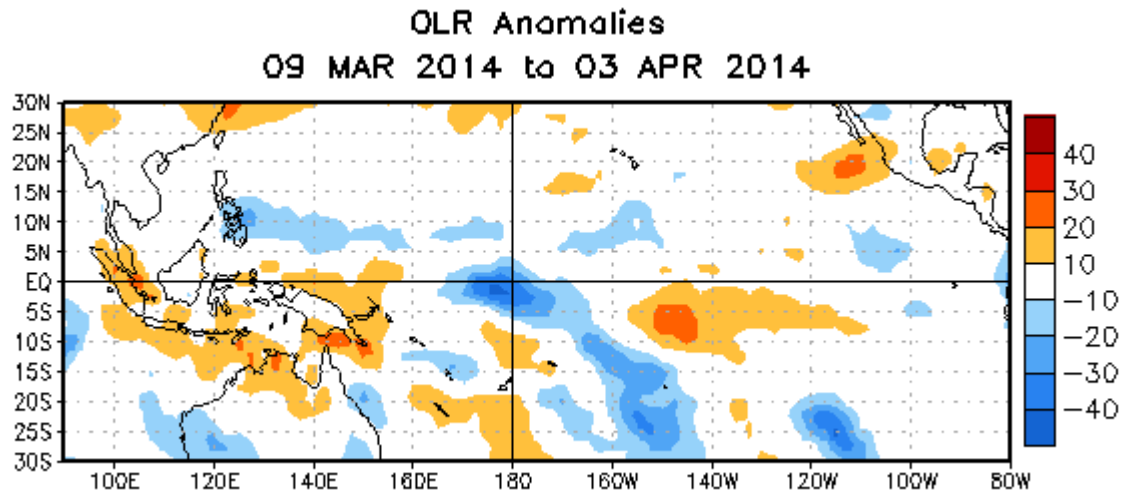 OLR Anomalies
09 MAR 2014 to 03 APR 2014
30N
25N
20N
15N
10N
5N
EQ
5S
10S
15S
20S
25S
30S
100E 120E 140E 160E 180 160W 140W 120W 100W 80W
40
30
20
10
-10
-20
-30
-40